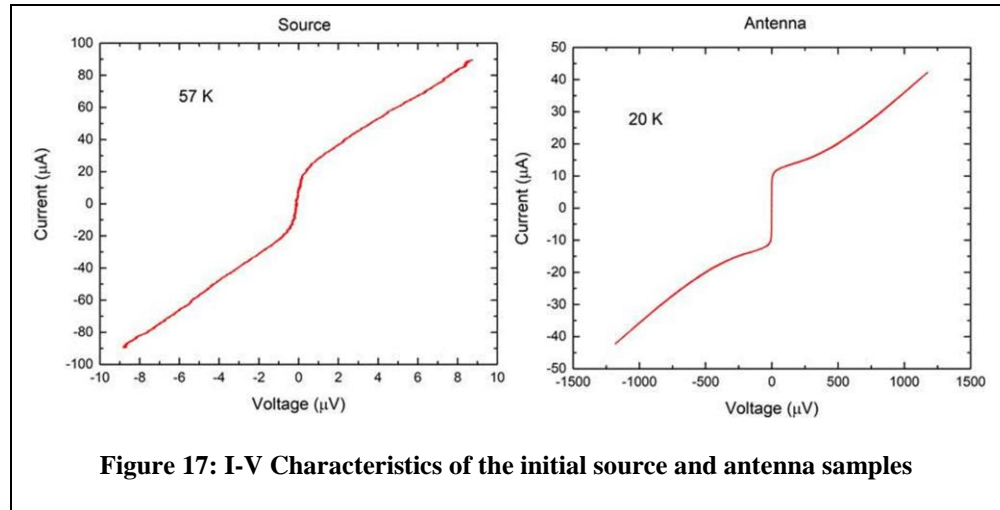 Source
57 K
Current (μA)
100
80
60
40
20
0
-20
-40
-60
-80
-100
-10 -8 -6 -4 -2 0 2 4 6 8 10
Voltage (μV)
Antenna
20 K
Current (μA)
50
40
30
20
10
0
-10
-20
-30
-40
-50
-1500 -1000 -500 0 500 1000 1500
Voltage (μV)
Figure 17: I-V Characteristics of the initial source and antenna samples